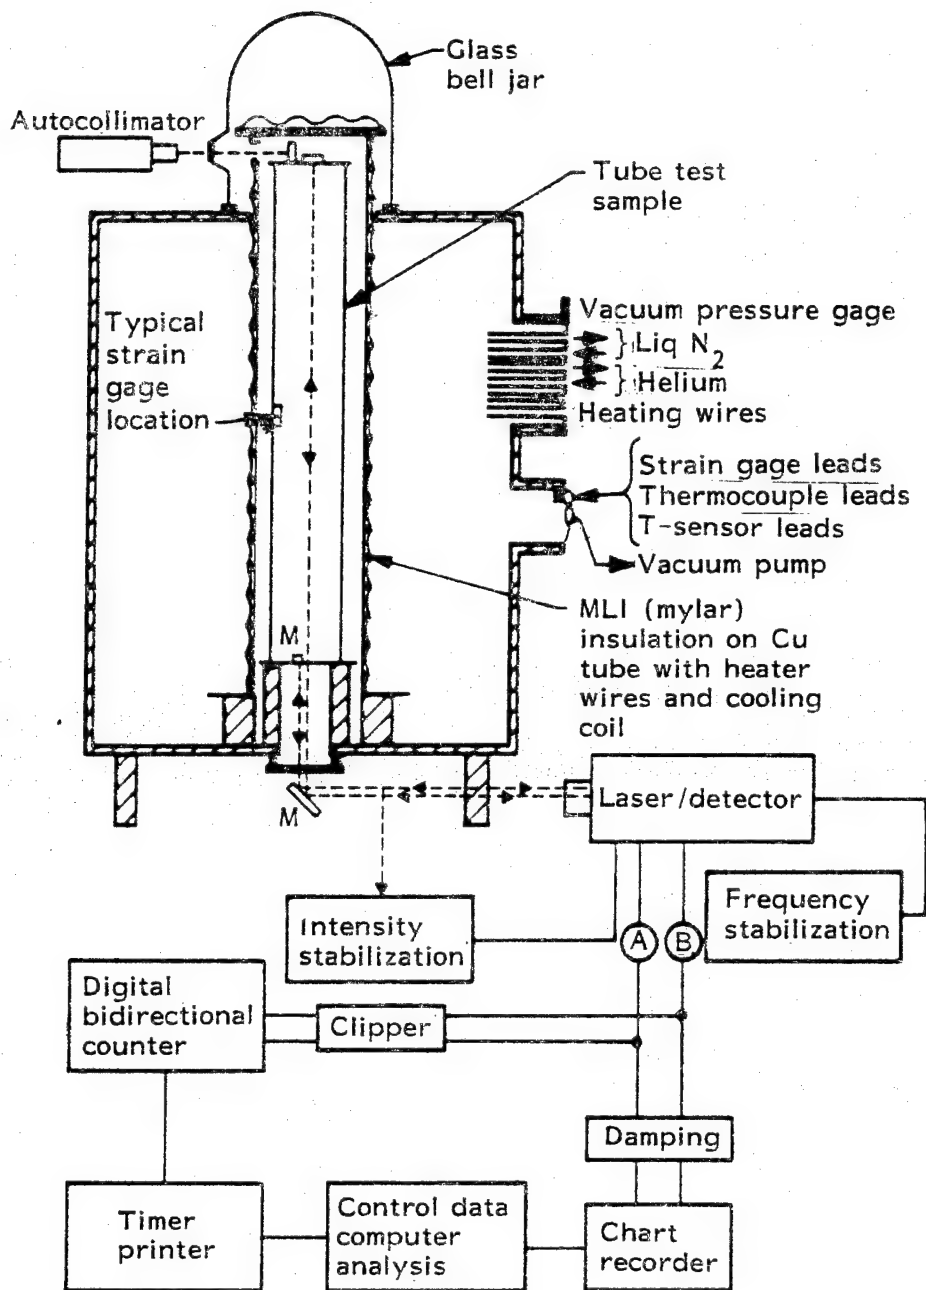 Glass
bell jar
Autocollimator
Tube test
sample
Typical
strain
gage
location
Vacuum pressure gage
Liq N₂
Helium
Heating wires
Strain gage leads
Thermocouple leads
T-sensor leads
Vacuum pump
MLI (mylar)
insulation on Cu
tube with heater
wires and cooling
coil
M
M
Laser/detector
Intensity
stabilization
A
B
Frequency
stabilization
Digital
bidirectional
counter
Clipper
Damping
Timer
printer
Control data
computer
analysis
Chart
recorder